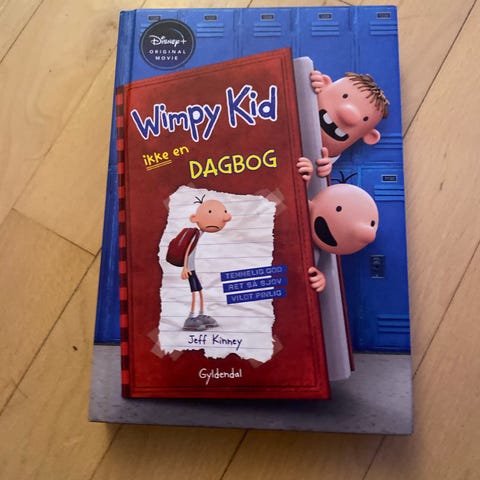 Disney+
ORIGINAL
MOVIE
Wimpy Kid
ikke en
DAGBOG
TEMMELIG GOD
RET SÅ SJOV
VILDT PINLIG
Jeff Kinney
Gyldendal